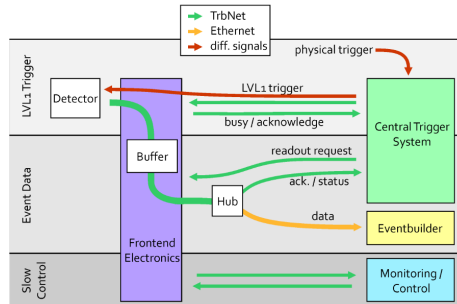 TrbNet
Ethernet
diff. signals
physical trigger
LVL1 Trigger
Detector
LVL1 trigger
busy / acknowledge
Central Trigger
System
Event Data
Buffer
readout request
ack. / status
Hub
data
Eventbuilder
Frontend
Electronics
Slow
Control
Monitoring /
Control